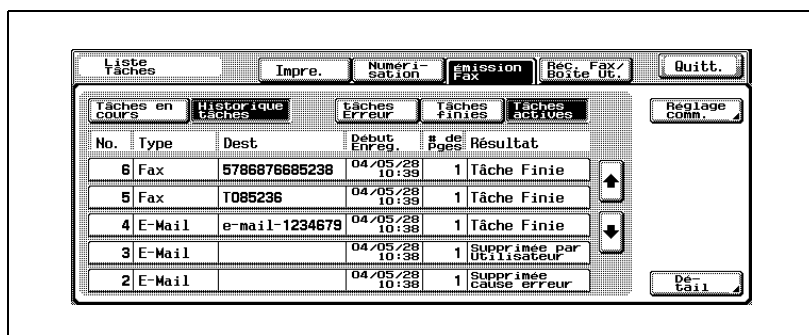 Liste
Tâches
Impre.
Numéri-
sation
Émission
Fax
Réc. Fax/
Boîte Ut.
Quitt.
Tâches en
cours
Historique
tâches
tâches
Erreur
Tâches
finies
Tâches
actives
Réglage
comm.
No. Type Dest Début Enreg. # de Pges Résultat
6 Fax 5786876685238 04/05/28 10:39 1 Tâche Finie
5 Fax T085236 04/05/28 10:39 1 Tâche Finie
4 E-Mail e-mail-1234679 04/05/28 10:38 1 Tâche Finie
3 E-Mail 04/05/28 10:38 1 Supprimée par Utilisateur
2 E-Mail 04/05/28 10:38 1 Supprimée cause erreur
Dé-
tail